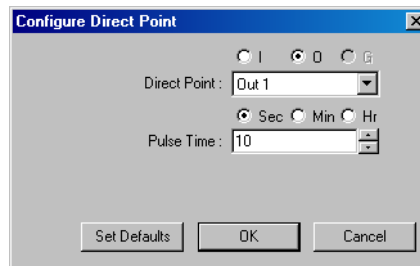 Configure Direct Point
I O G
Direct Point : Out 1
Sec Min Hr
Pulse Time : 10
Set Defaults OK Cancel